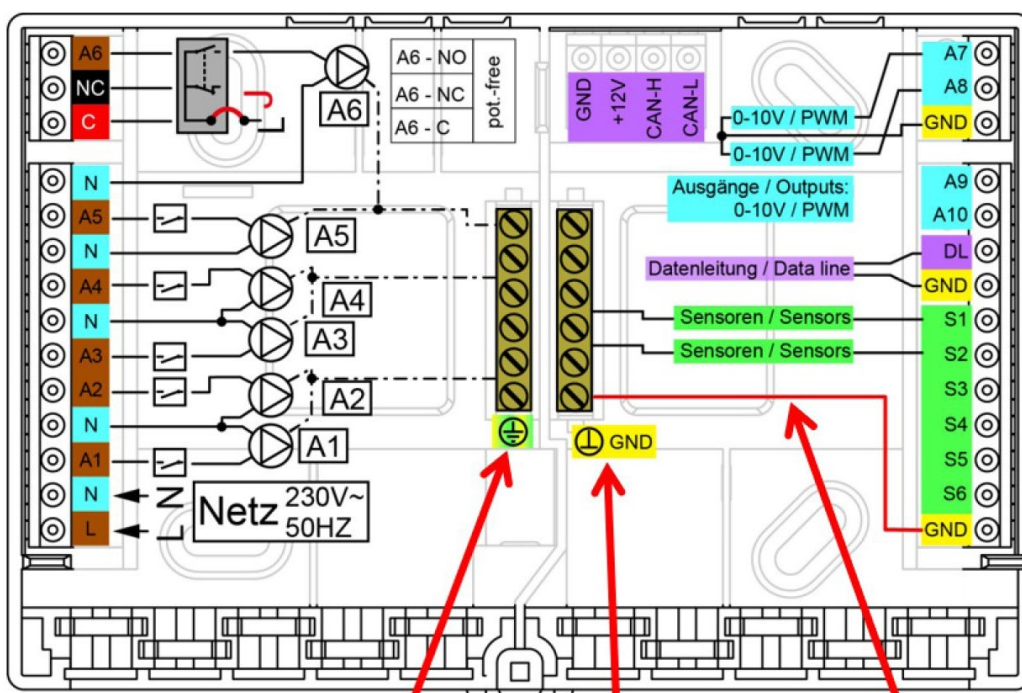 A6
NC
C
A6
A6 - NO
A6 - NC
A6 - C
pot.-free
GND
+12V
CAN-H
CAN-L
0-10V / PWM
0-10V / PWM
A7
A8
GND
N
A5
N
A4
N
A3
A2
N
A1
N
L
A5
A4
A3
A2
A1
N
L
Netz 230V~
50HZ
Ausgänge / Outputs:
0-10V / PWM
Datenleitung / Data line
Sensoren / Sensors
Sensoren / Sensors
GND
A9
A10
DL
GND
S1
S2
S3
S4
S5
S6
GND